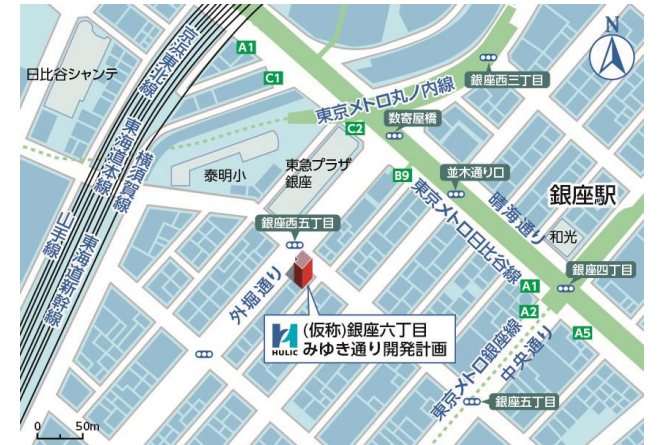 N
京浜東北線
A1
日比谷シャンテ
C1
銀座西三丁目
東京メトロ丸ノ内線
数寄屋橋
C2
東海道本線
横須賀線
泰明小
東急プラザ
銀座
B9
並木通り口
銀座駅
晴海通り
山手線
東海道新幹線
銀座西五丁目
東京メトロ日比谷線
和光
外堀通り
A1
銀座四丁目
HULIC
(仮称)銀座六丁目
みゆき通り開発計画
A2
A5
東京メトロ銀座線
中央通り
銀座五丁目
0 50m